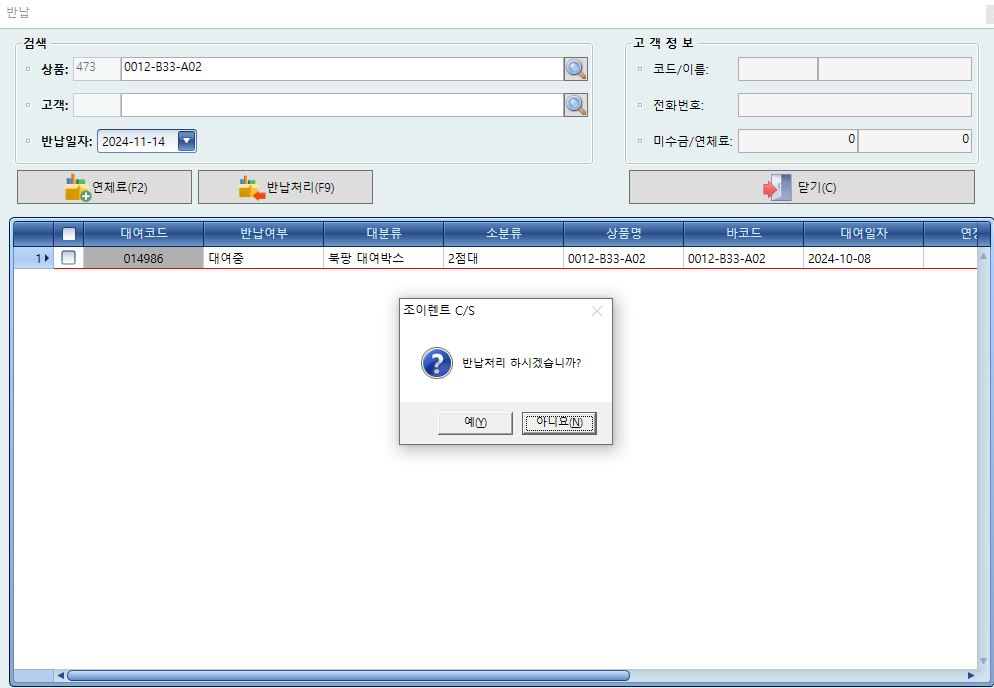 반납
검색
상품: 473 0012-B33-A02
고객:
반납일자: 2024-11-14
고객정보
코드/이름:
전화번호:
미수금/연체료: 0 0
연체료(F2) 반납처리(F9) 닫기(C)
대여코드 반납여부 대분류 소분류 상품명 바코드 대여일자
1 014986 대여중 북팡 대여박스 2점대 0012-B33-A02 0012-B33-A02 2024-10-08
조이렌트 C/S
반납처리 하시겠습니까?
예(Y) 아니요(N)